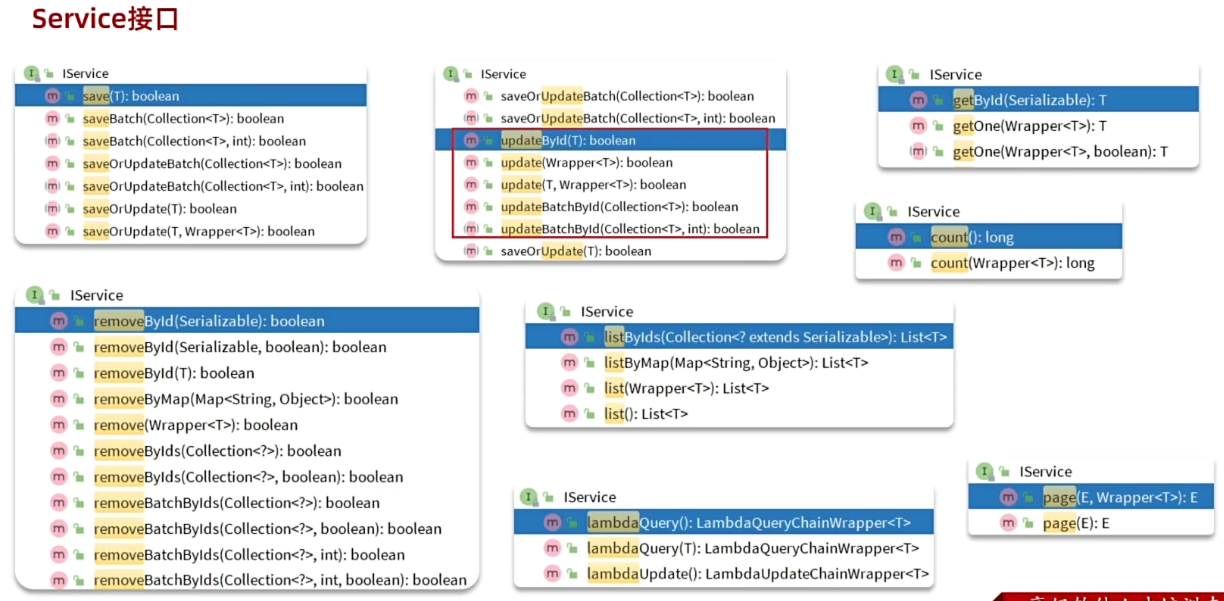 Service接口
IService
save(T): boolean
saveBatch(Collection<T>): boolean
saveBatch(Collection<T>, int): boolean
saveOrUpdateBatch(Collection<T>): boolean
saveOrUpdateBatch(Collection<T>, int): boolean
saveOrUpdate(T): boolean
saveOrUpdate(T, Wrapper<T>): boolean
IService
saveOrUpdateBatch(Collection<T>): boolean
saveOrUpdateBatch(Collection<T>, int): boolean
updateById(T): boolean
update(Wrapper<T>): boolean
update(T, Wrapper<T>): boolean
updateBatchById(Collection<T>): boolean
updateBatchById(Collection<T>, int): boolean
saveOrUpdate(T): boolean
IService
getById(Serializable): T
getOne(Wrapper<T>): T
getOne(Wrapper<T>, boolean): T
IService
count(): long
count(Wrapper<T>): long
IService
removeById(Serializable): boolean
removeById(Serializable, boolean): boolean
removeById(T): boolean
removeByMap(Map<String, Object>): boolean
remove(Wrapper<T>): boolean
removeByIds(Collection<?>): boolean
removeByIds(Collection<?>, boolean): boolean
removeBatchByIds(Collection<?>): boolean
removeBatchByIds(Collection<?>, boolean): boolean
removeBatchByIds(Collection<?>, int): boolean
removeBatchByIds(Collection<?>, int, boolean): boolean
IService
listByIds(Collection<? extends Serializable>): List<T>
listByMap(Map<String, Object>): List<T>
list(Wrapper<T>): List<T>
list(): List<T>
IService
lambdaQuery(): LambdaQueryChainWrapper<T>
lambdaQuery(T): LambdaQueryChainWrapper<T>
lambdaUpdate(): LambdaUpdateChainWrapper<T>
IService
page(E, Wrapper<T>): E
page(E): E